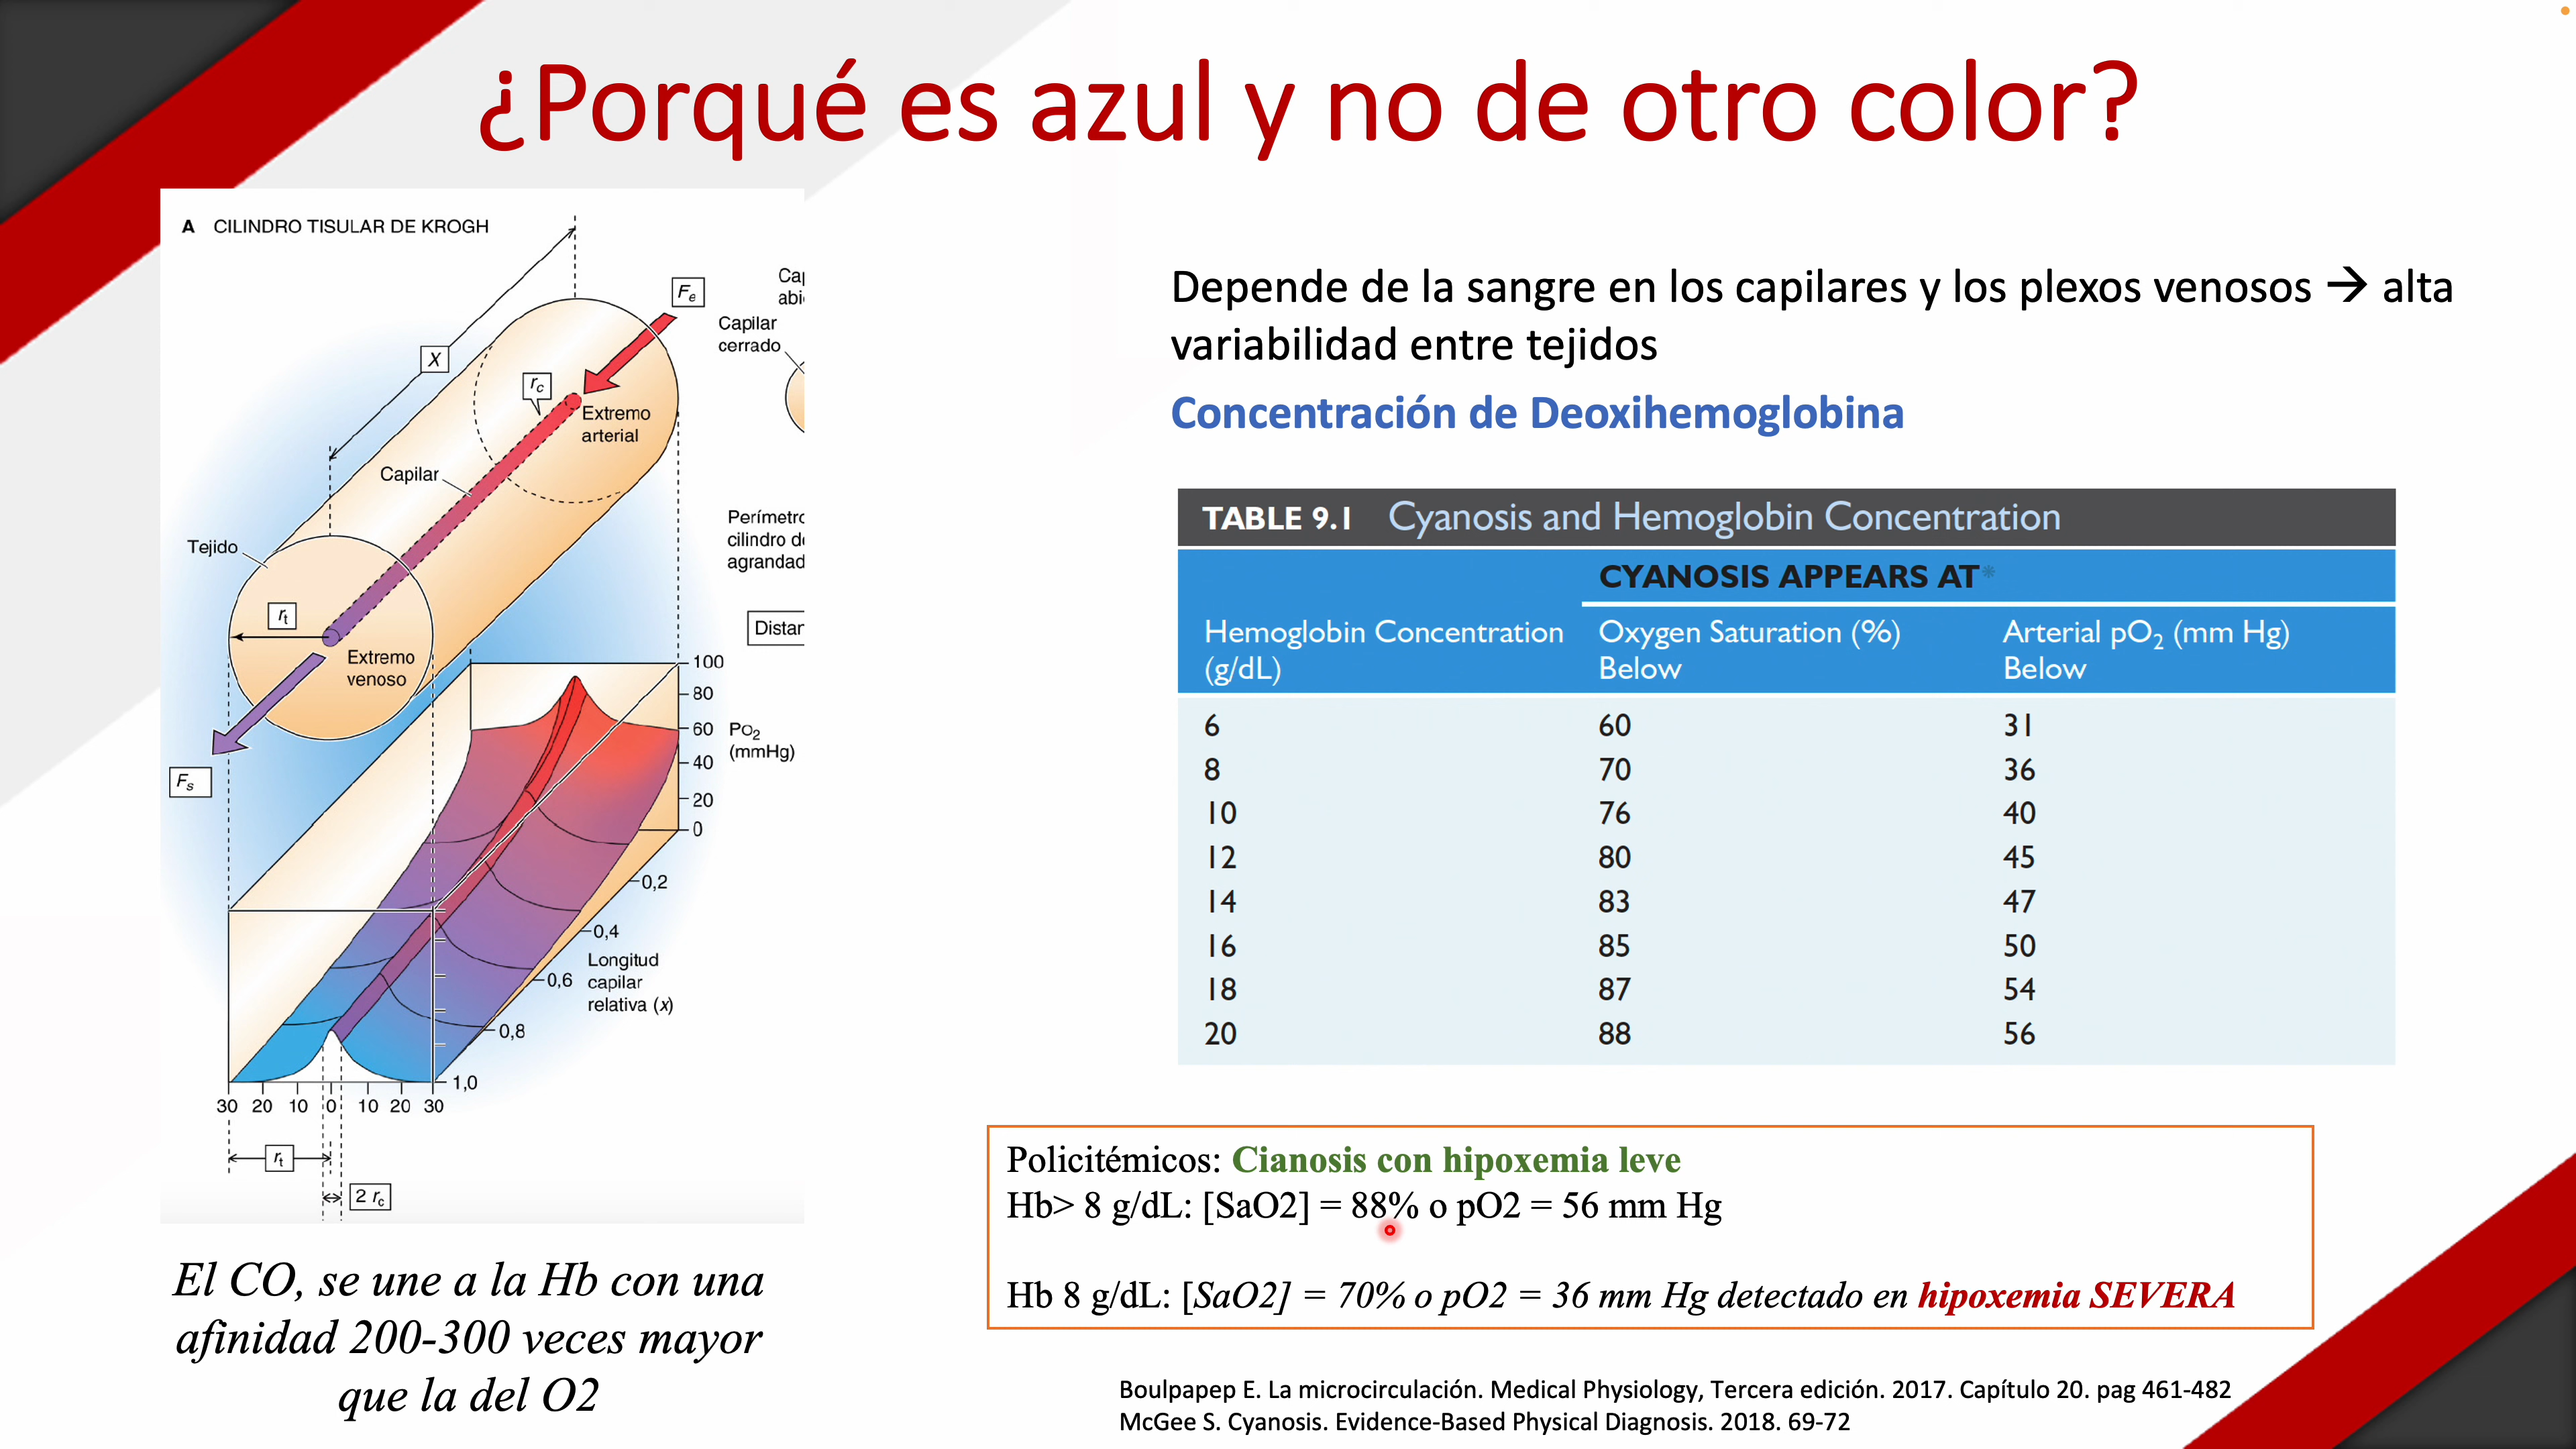 ¿Porqué es azul y no de otro color?
A CILINDRO TISULAR DE KROGH
Fe
Capilar
cerrado
X
rc
Extremo
arterial
Capilar
Tejido
rt
Extremo
venoso
Fs
100
80
60
40
20
0
PO2
(mmHg)
0,2
0,4
0,6
0,8
1,0
Longitud
capilar
relativa (x)
30 20 10 0 10 20 30
rt
2 rc
El CO, se une a la Hb con una
afinidad 200-300 veces mayor
que la del O2
Depende de la sangre en los capilares y los plexos venosos → alta
variabilidad entre tejidos
Concentración de Deoxihemoglobina
TABLE 9.1 Cyanosis and Hemoglobin Concentration
CYANOSIS APPEARS AT*
Hemoglobin Concentration (g/dL) Oxygen Saturation (%) Below Arterial pO2 (mm Hg) Below
6 60 31
8 70 36
10 76 40
12 80 45
14 83 47
16 85 50
18 87 54
20 88 56
Policitémicos: Cianosis con hipoxemia leve
Hb> 8 g/dL: [SaO2] = 88% o pO2 = 56 mm Hg
Hb 8 g/dL: [SaO2] = 70% o pO2 = 36 mm Hg detectado en hipoxemia SEVERA
Boulpapep E. La microcirculación. Medical Physiology, Tercera edición. 2017. Capítulo 20. pag 461-482
McGee S. Cyanosis. Evidence-Based Physical Diagnosis. 2018. 69-72